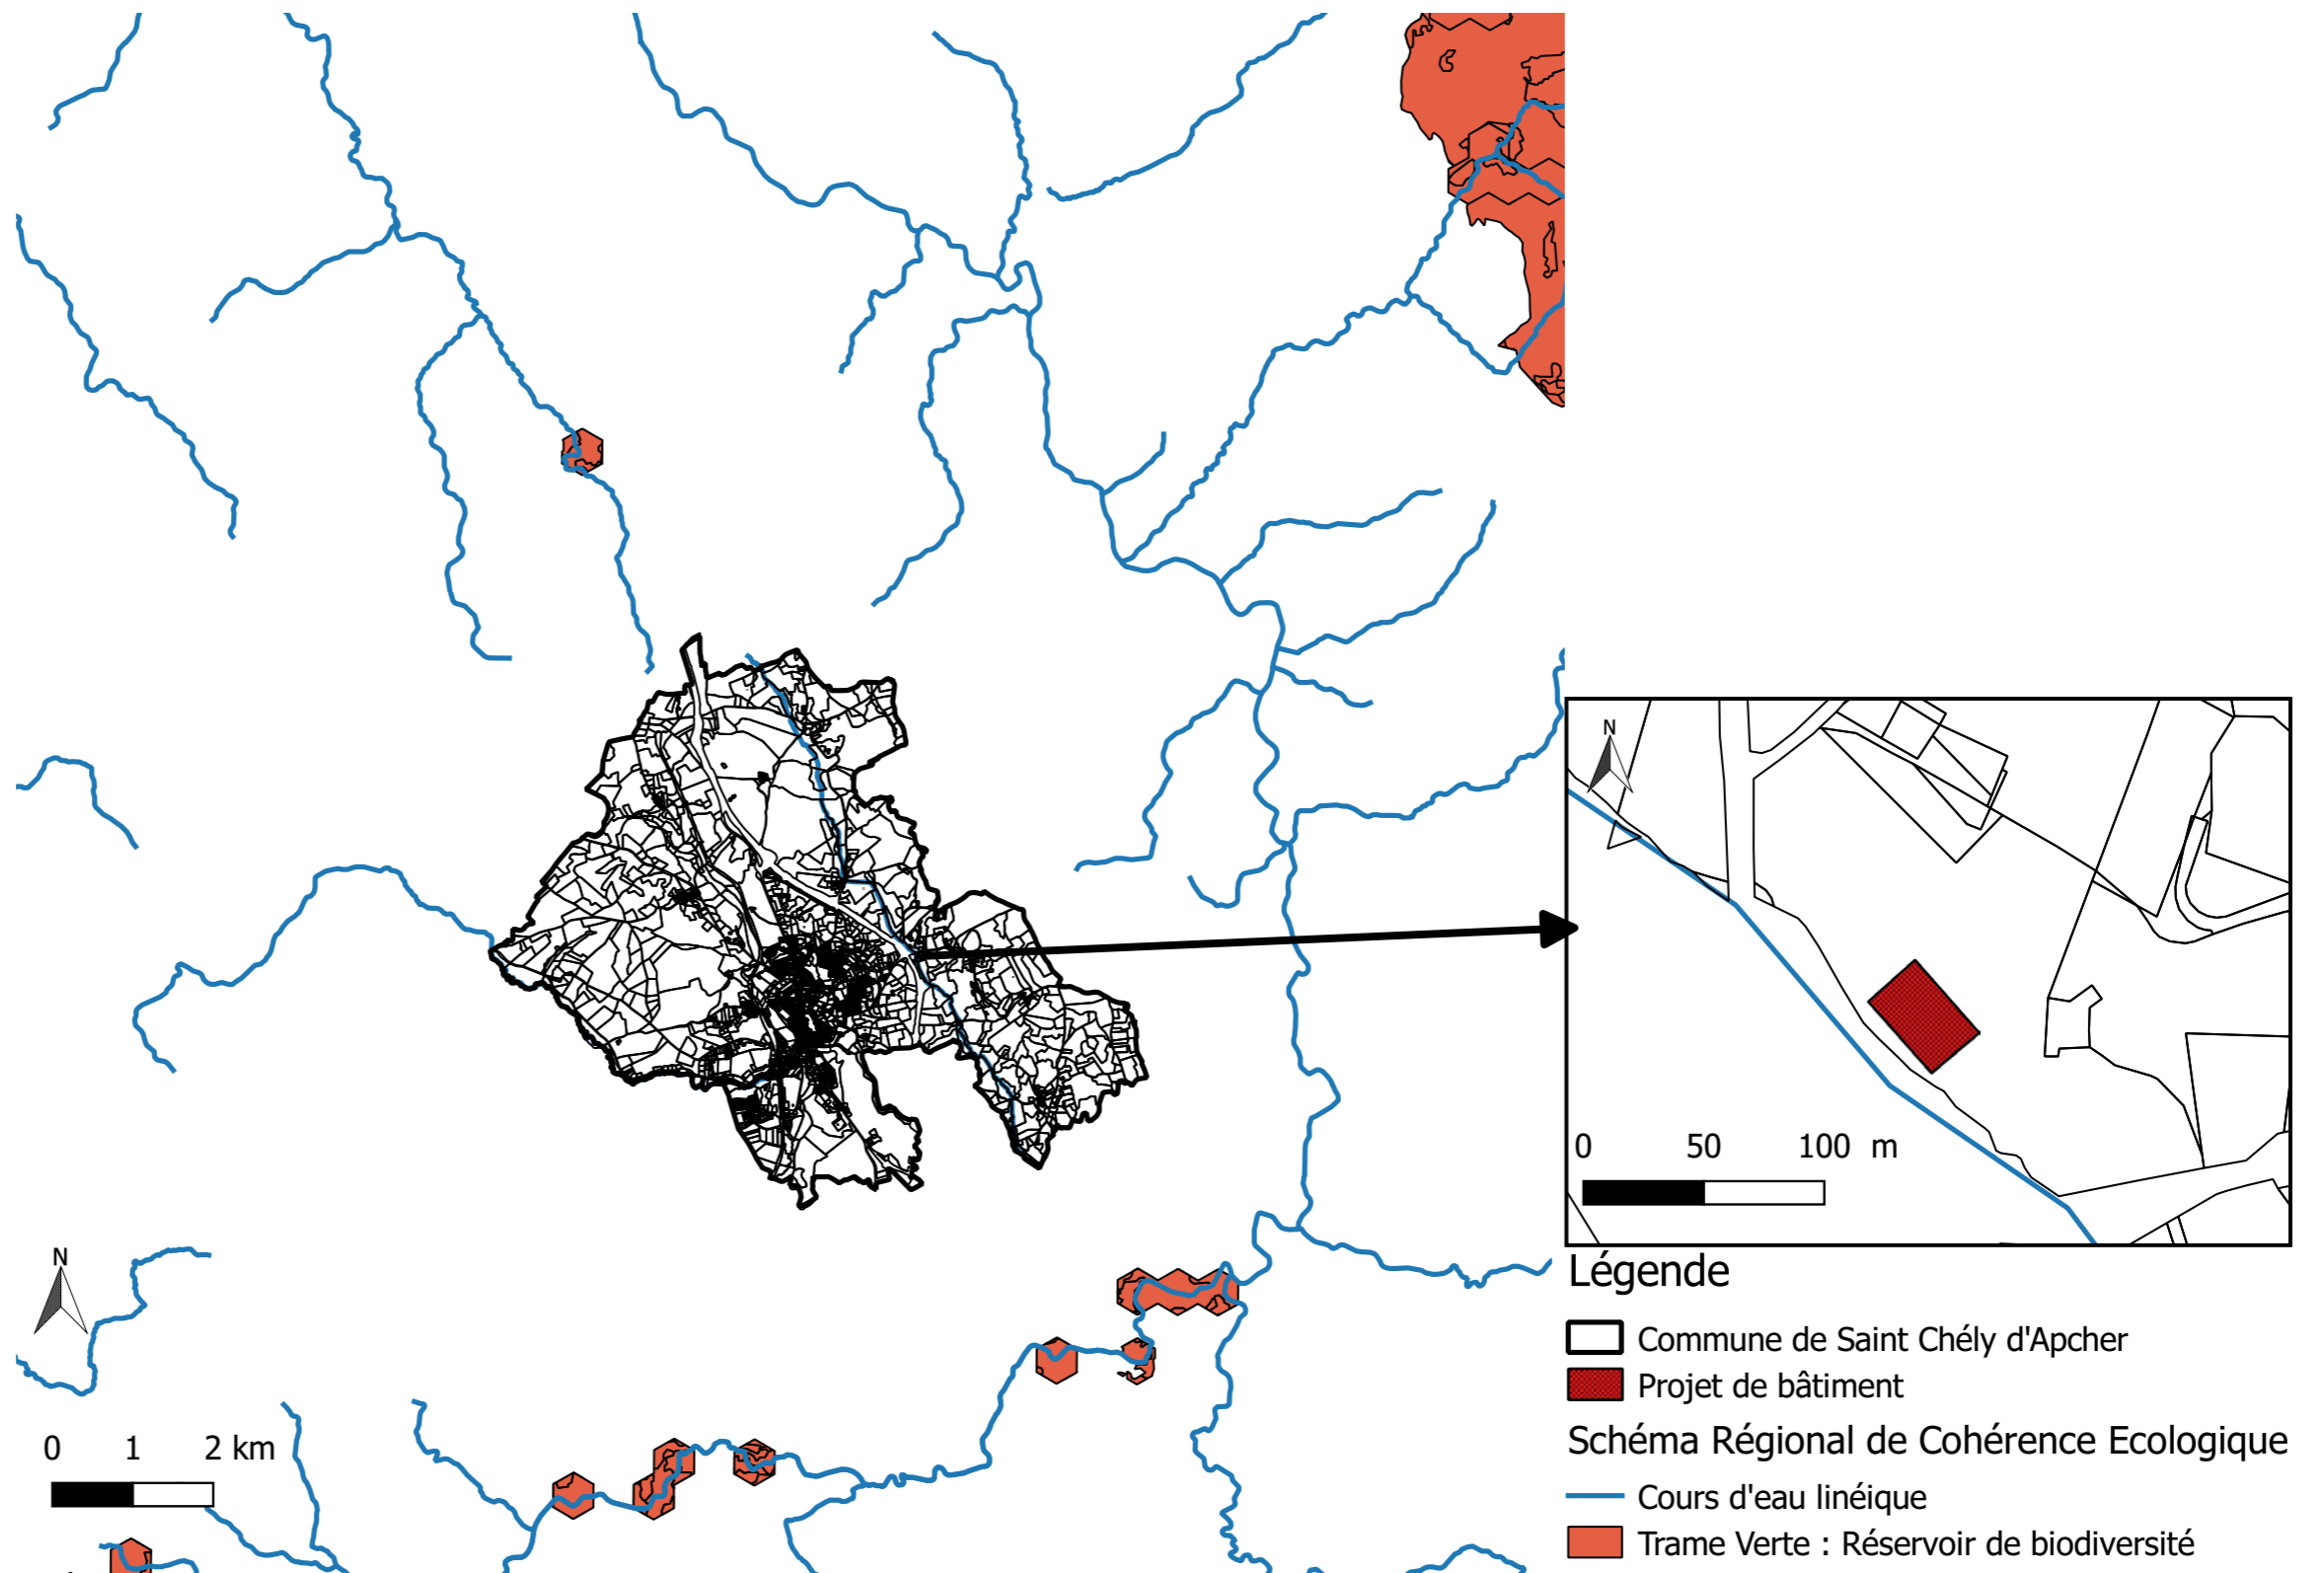 N
0 50 100 m
N
0 1 2 km
Légende
Commune de Saint Chély d'Apcher
Projet de bâtiment
Schéma Régional de Cohérence Ecologique
Cours d'eau linéique
Trame Verte : Réservoir de biodiversité